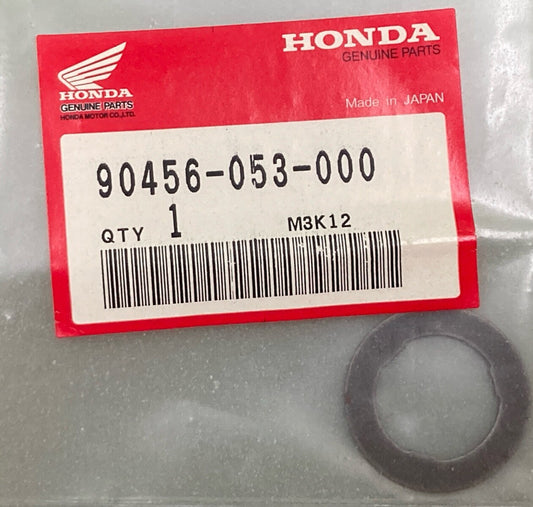 HONDA
GENUINE PARTS
HONDA MOTOR CO.,LTD.
HONDA
GENUINE PARTS
Made in JAPAN
90456-053-000
QTY 1 M3K12